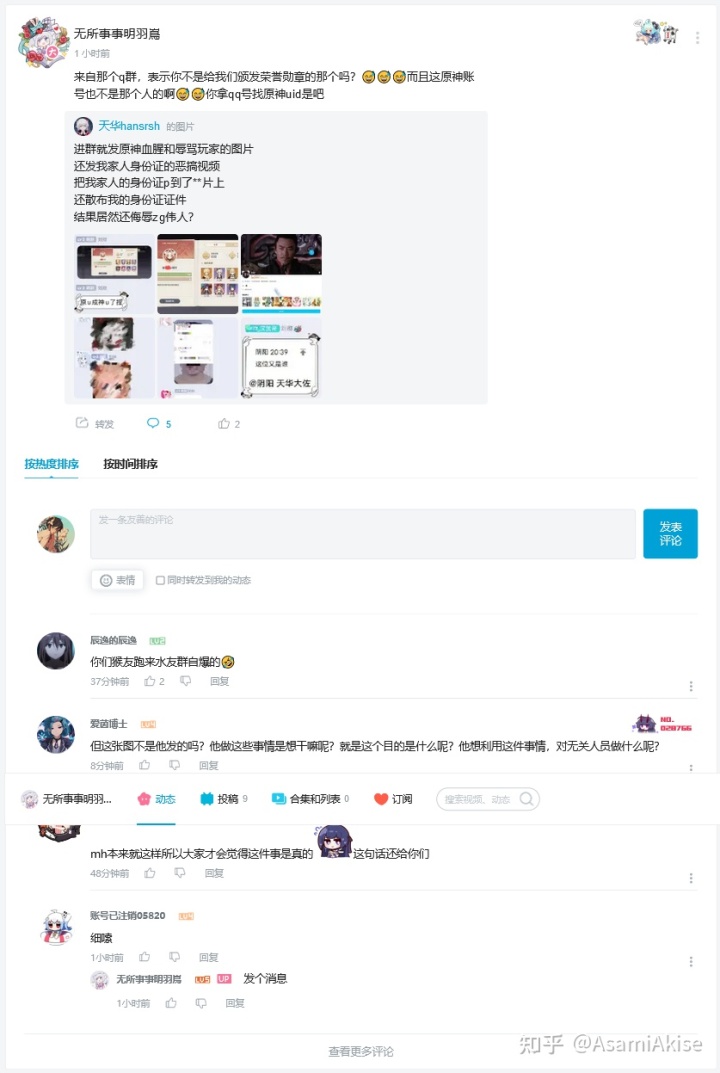 无所事事明羽嵩
1 小时前
来自那个q群，表示你不是给我们颁发荣誉勋章的那个吗？😅😅😅而且这原神账
号也不是那个人的啊😅😅你拿qq号找原神uid是吧
天华hansrsh 的图片
进群就发原神血腥和辱骂玩家的图片
还发我家人身份证的恶搞视频
把我家人的身份证p到了**片上
还散布我的身份证证件
结果居然还侮辱zg伟人？
原u成神u了捏
阴阳 20:39
这位又是谁
@阴阳 天华大佐
转发 5 2
按热度排序 按时间排序
发一条友善的评论
发表
评论
表情 同时转发到我的动态
辰逸的辰逸 LV5
你们猴友跑来水友群自爆的🤣
37分钟前 2 回复
爱茵博士 LV4
NO.
020766
但这张图不是他发的吗？他做这些事情是想干嘛呢？就是这个目的是什么呢？他想利用这件事情，对无关人员做什么呢？
8分钟前 回复
无所事事明羽... 动态 投稿 9 合集和列表 0 订阅 搜索视频、动态
mh本来就这样所以大家才会觉得这件事是真的 这句话还给你们
48分钟前 回复
账号已注销05820 LV4
细嗦
1小时前 回复
无所事事明羽嵩 LV5 UP 发个消息
1小时前 回复
查看更多评论
知乎 @AsamiAkise